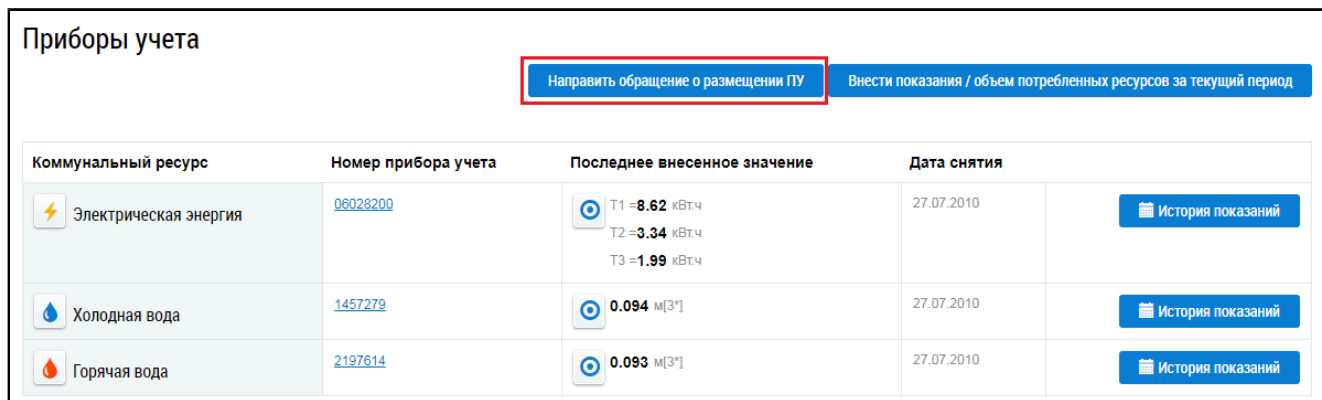 Приборы учета
Направить обращение о размещении ПУ
Внести показания / объем потребленных ресурсов за текущий период
Коммунальный ресурс Номер прибора учета Последнее внесенное значение Дата снятия
Электрическая энергия 06028200 T1 =8.62 кВт.ч 27.07.2010 История показаний
T2 =3.34 кВт.ч
T3 =1.99 кВт.ч
Холодная вода 1457279 0.094 м[3*] 27.07.2010 История показаний
Горячая вода 2197614 0.093 м[3*] 27.07.2010 История показаний